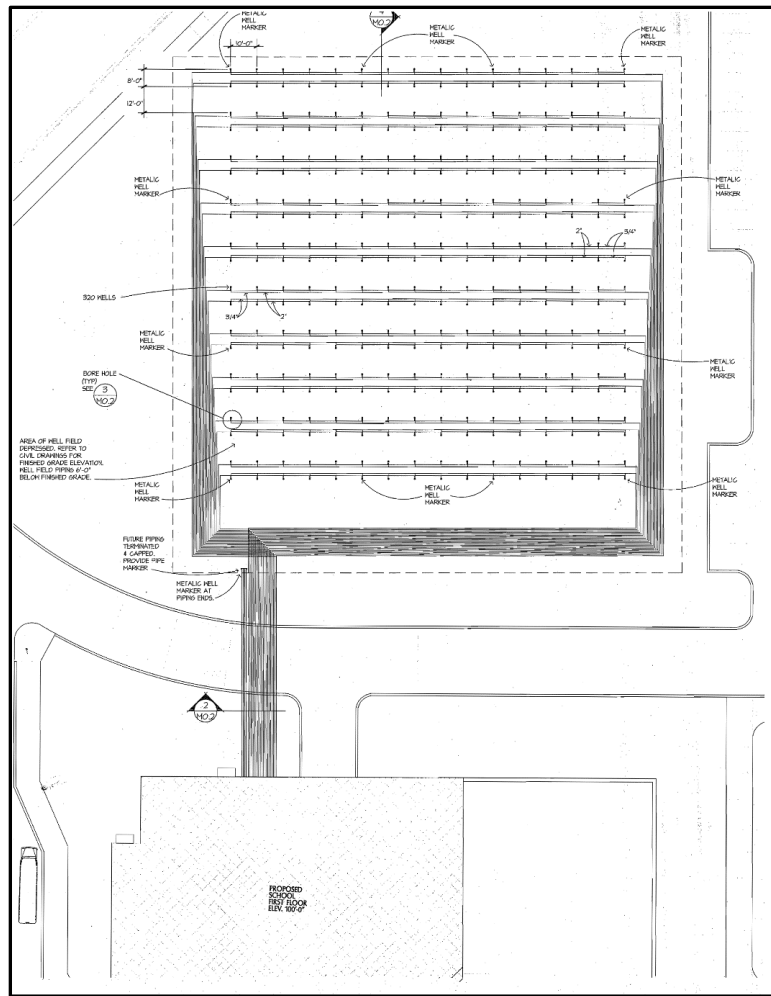 METALIC
WELL
MARKER
4
M0.2
METALIC
WELL
MARKER
METALIC
WELL
MARKER
10'-0"
8'-0"
12'-0"
METALIC
WELL
MARKER
METALIC
WELL
MARKER
2"
3/4"
320 WELLS
3/4"
2"
METALIC
WELL
MARKER
METALIC
WELL
MARKER
BORE HOLE
(TYP)
SEE
3
M0.2
AREA OF WELL FIELD
DEPRESSED. REFER TO
CIVIL DRAWINGS FOR
FINISHED GRADE ELEVATION.
WELL FIELD PIPING 6'-0"
BELOW FINISHED GRADE.
METALIC
WELL
MARKER
METALIC
WELL
MARKER
METALIC
WELL
MARKER
FUTURE PIPING
TERMINATED
& CAPPED.
PROVIDE PIPE
MARKER
METALIC WELL
MARKER AT
PIPING ENDS.
2
M0.2
PROPOSED
SCHOOL
FIRST FLOOR
ELEV. 100'-0"